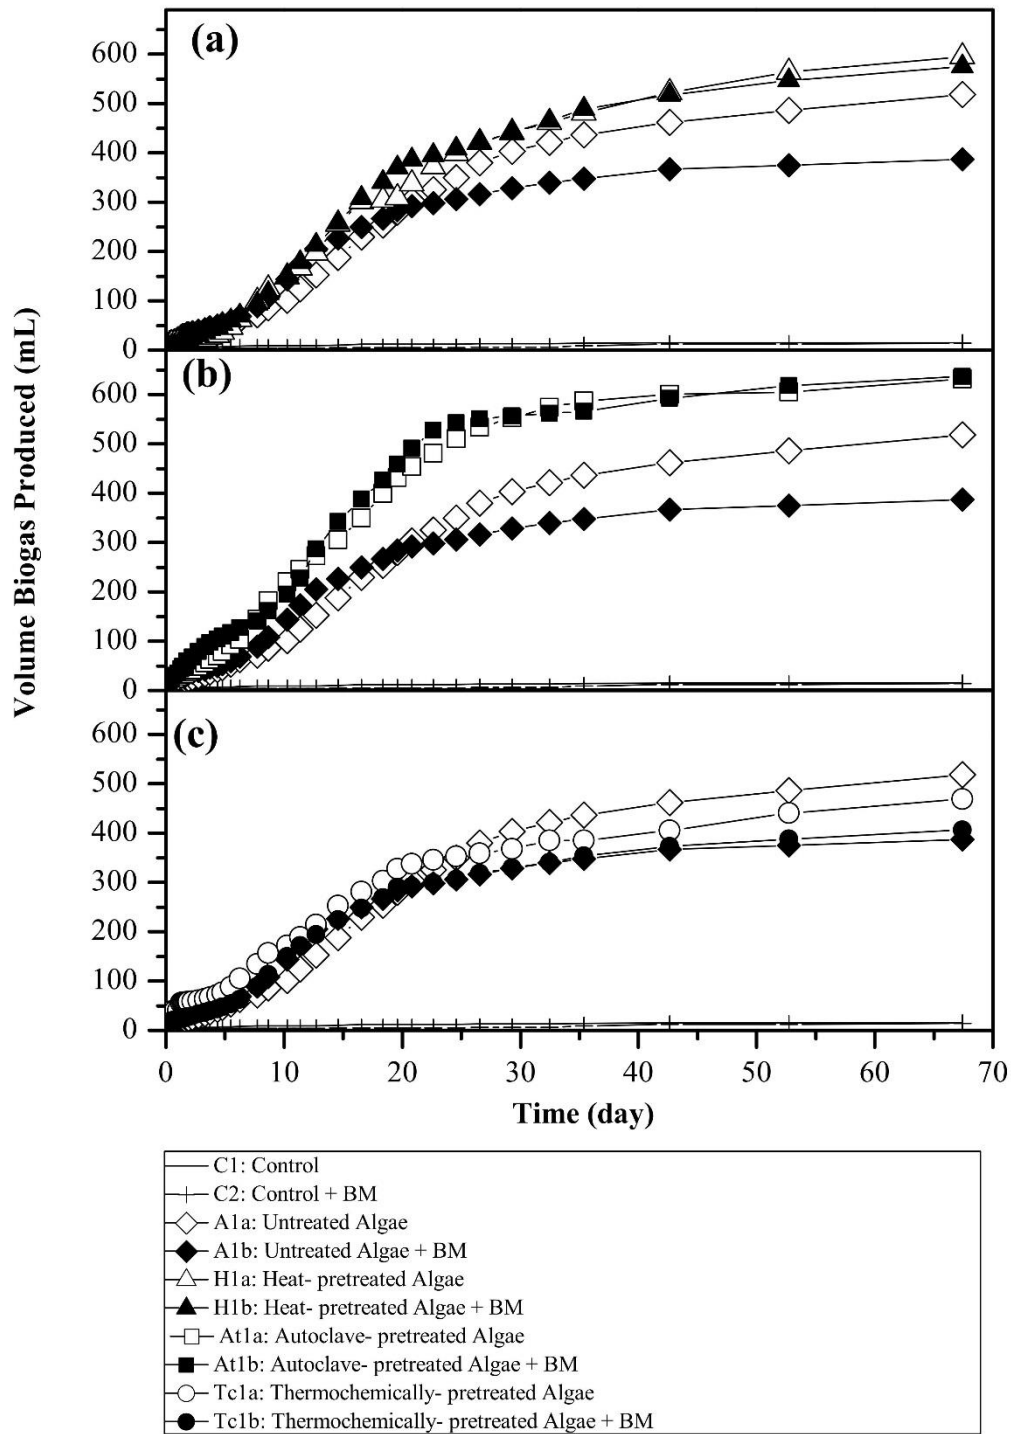 (a)
600
500
400
300
200
100
0
(b)
600
500
400
300
200
100
0
(c)
600
500
400
300
200
100
0
Volume Biogas Produced (mL)
0 10 20 30 40 50 60 70
Time (day)
C1: Control
C2: Control + BM
A1a: Untreated Algae
A1b: Untreated Algae + BM
H1a: Heat- pretreated Algae
H1b: Heat- pretreated Algae + BM
At1a: Autoclave- pretreated Algae
At1b: Autoclave- pretreated Algae + BM
Tc1a: Thermochemically- pretreated Algae
Tc1b: Thermochemically- pretreated Algae + BM